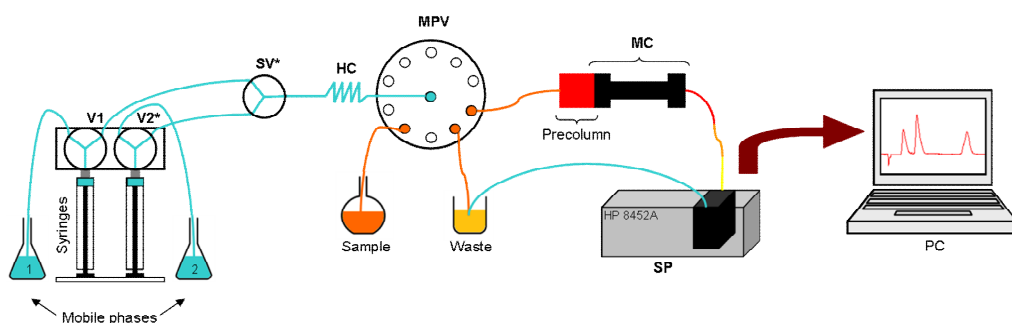 MPV
MC
SV*
HC
V1
V2*
Precolumn
Syringes
HP 8452A
Sample
Waste
PC
1
2
SP
Mobile phases